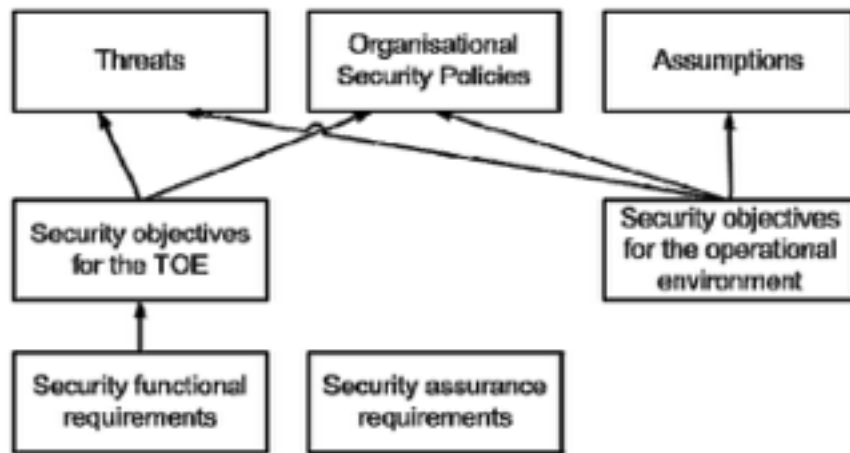 Threats
Organisational
Security Policies
Assumptions
Security objectives
for the TOE
Security objectives
for the operational
environment
Security functional
requirements
Security assurance
requirements